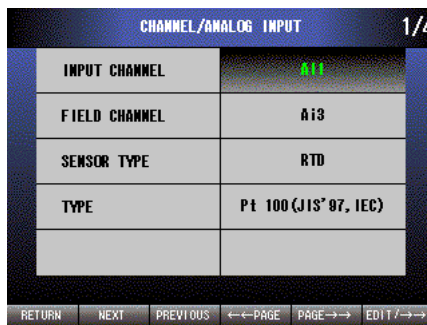 CHANNEL/ANALOG INPUT 1/4
INPUT CHANNEL AI1
FIELD CHANNEL Ai3
SENSOR TYPE RTD
TYPE Pt 100(JIS'97, IEC)
RETURN NEXT PREVIOUS ←←PAGE PAGE→→ EDIT/→→